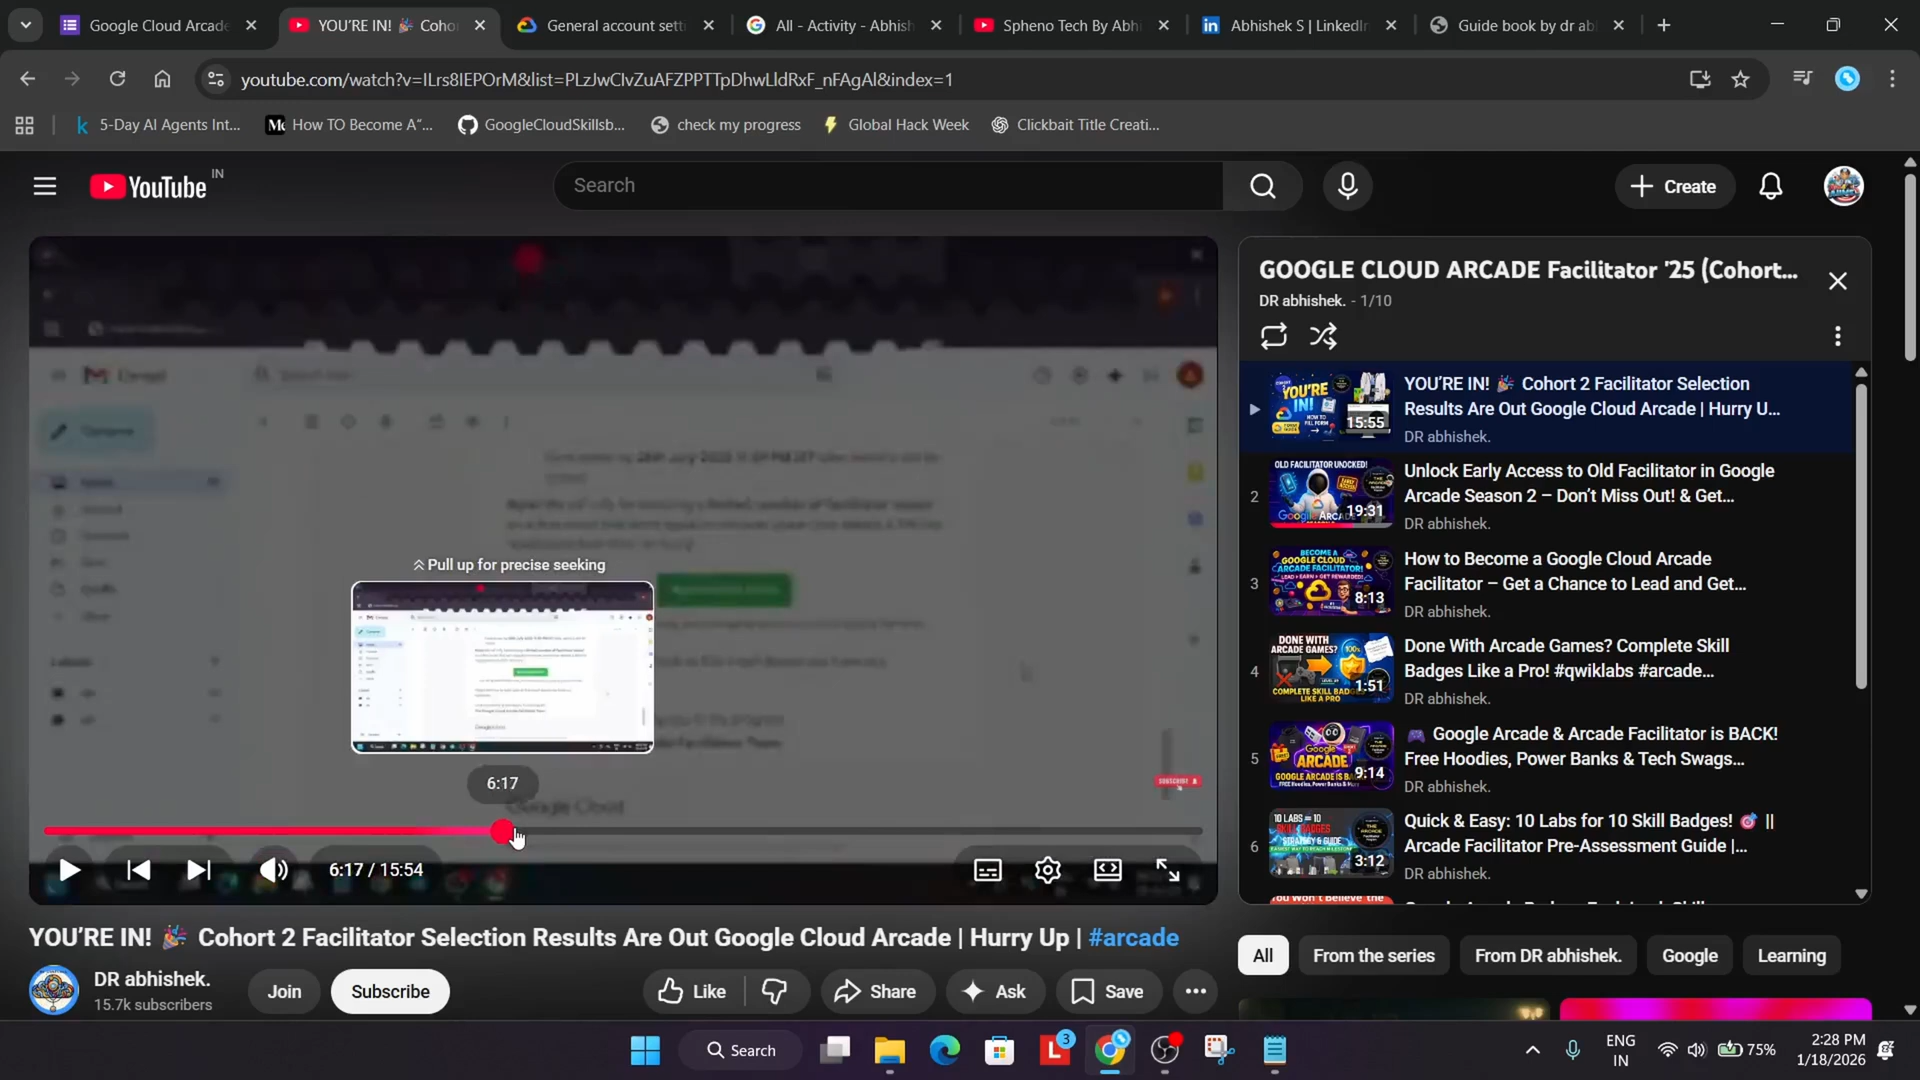 Google Cloud Arcade
YOU'RE IN! 🎉 Coho
General account setti
All - Activity - Abhish
Spheno Tech By Abhi
Abhishek S | LinkedIn
Guide book by dr ab
youtube.com/watch?v=ILrs8IEPOrM&list=PLzJwCIvZuAFZPPTTpDhwLldRxF_nFAgAl&index=1
5-Day AI Agents Int...
How TO Become A"...
GoogleCloudSkillsb...
check my progress
Global Hack Week
Clickbait Title Creati...
YouTube IN
Search
Create
GOOGLE CLOUD ARCADE Facilitator '25 (Cohort...
DR abhishek. - 1/10
YOU'RE IN! 🎉 Cohort 2 Facilitator Selection
Results Are Out Google Cloud Arcade | Hurry U...
DR abhishek.
15:55
2
Unlock Early Access to Old Facilitator in Google
Arcade Season 2 – Don't Miss Out! & Get...
DR abhishek.
19:31
3
How to Become a Google Cloud Arcade
Facilitator – Get a Chance to Lead and Get...
DR abhishek.
8:13
4
Done With Arcade Games? Complete Skill
Badges Like a Pro! #qwiklabs #arcade...
DR abhishek.
1:51
5
🎮 Google Arcade & Arcade Facilitator is BACK!
Free Hoodies, Power Banks & Tech Swags...
DR abhishek.
9:14
6
Quick & Easy: 10 Labs for 10 Skill Badges! 🎯 ||
Arcade Facilitator Pre-Assessment Guide |...
DR abhishek.
3:12
Pull up for precise seeking
6:17
SUBSCRIBE
6:17 / 15:54
YOU'RE IN! 🎉 Cohort 2 Facilitator Selection Results Are Out Google Cloud Arcade | Hurry Up | #arcade
DR abhishek.
15.7k subscribers
Join
Subscribe
Like
Share
Ask
Save
All
From the series
From DR abhishek.
Google
Learning
Search
3
ENG
IN
75%
2:28 PM
1/18/2026